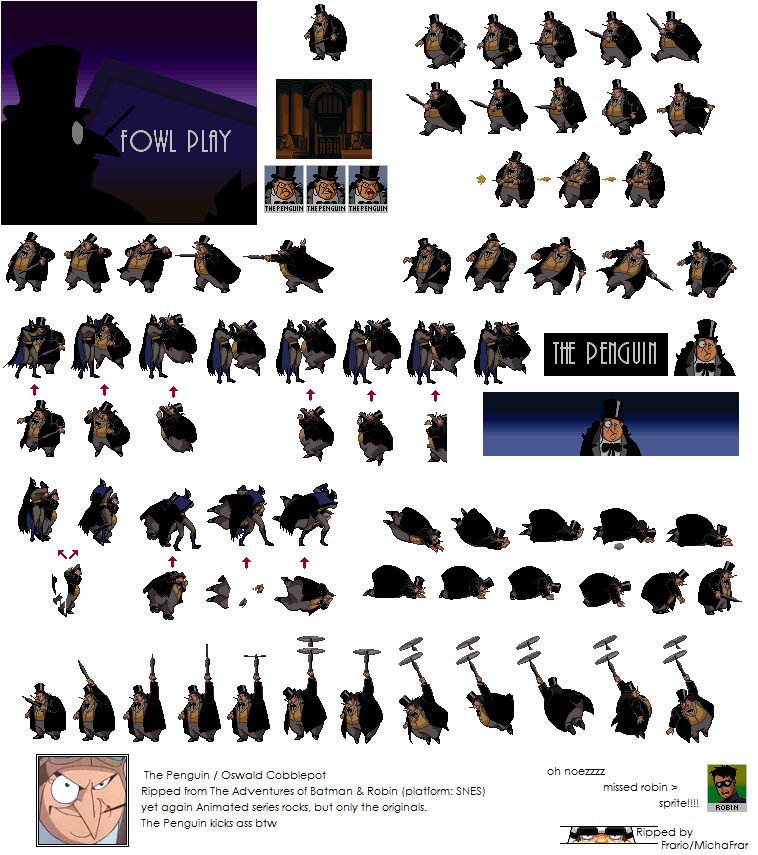 FOWL PLAY
THE PENGUIN THE PENGUIN THE PENGUIN
THE PENGUIN
The Penguin / Oswald Cobblepot
Ripped from The Adventures of Batman & Robin (platform: SNES)
yet again Animated series rocks, but only the originals.
The Penguin kicks ass btw
oh noezzzz
missed robin >
sprite!!!!
ROBIN
Ripped by
Frario/MichaFrar